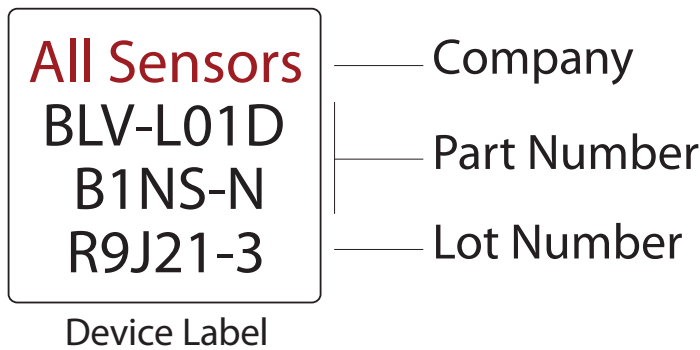 All Sensors
BLV-L01D
B1NS-N
R9J21-3
Company
Part Number
Lot Number
Device Label